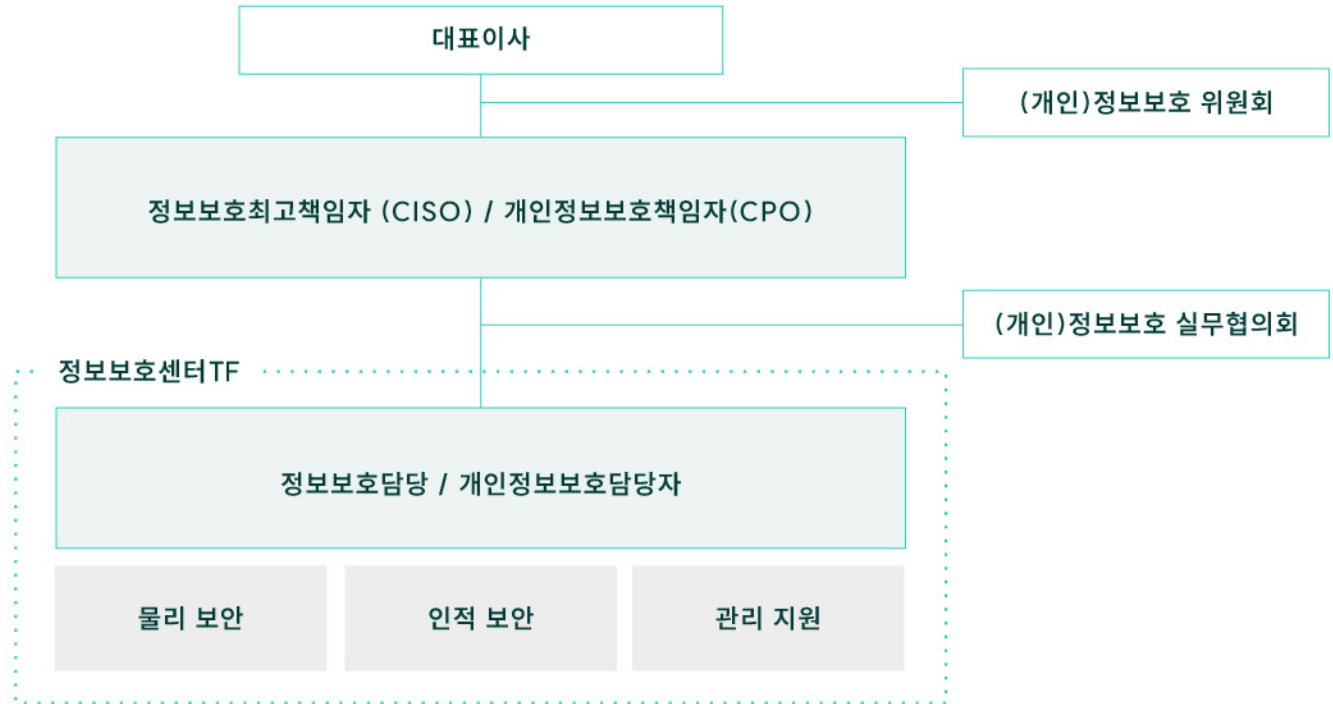 대표이사
(개인)정보보호 위원회
정보보호최고책임자 (CISO) / 개인정보보호책임자(CPO)
(개인)정보보호 실무협의회
정보보호센터TF
정보보호담당 / 개인정보보호담당자
물리 보안
인적 보안
관리 지원